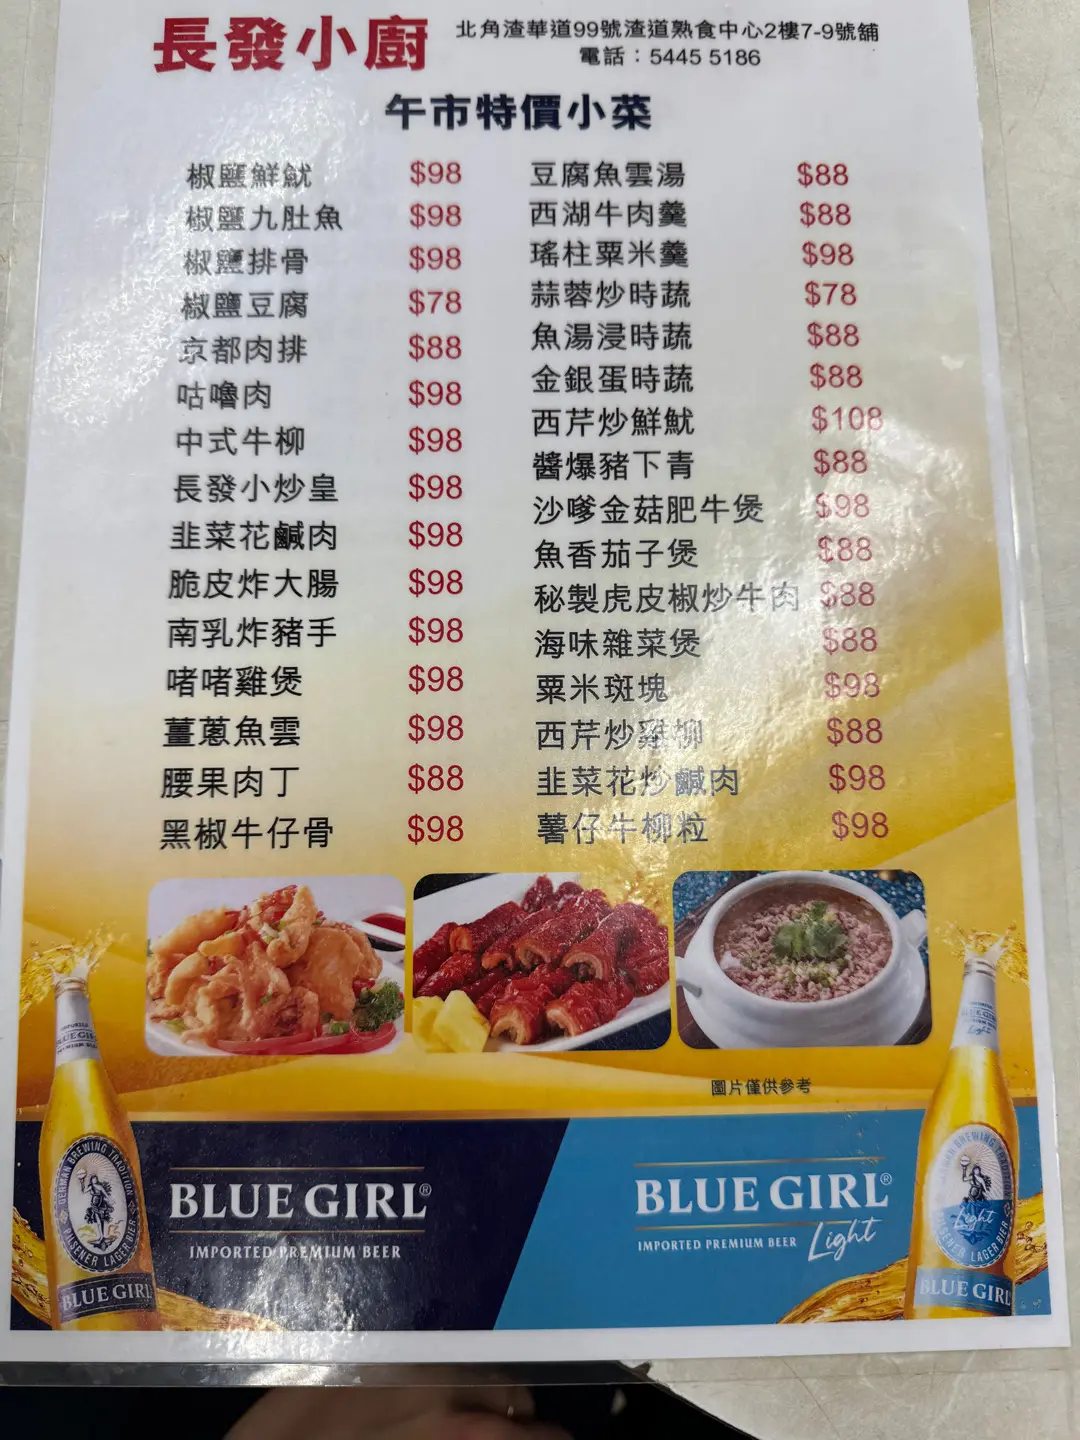 長發小廚
北角渣華道99號渣道熟食中心2樓7-9號舖
電話：5445 5186
午市特價小菜
椒鹽鮮魷 $98
椒鹽九肚魚 $98
椒鹽排骨 $98
椒鹽豆腐 $78
京都肉排 $88
咕嚕肉 $98
中式牛柳 $98
長發小炒皇 $98
韭菜花鹹肉 $98
脆皮炸大腸 $98
南乳炸豬手 $98
啫啫雞煲 $98
薑蔥魚雲 $98
腰果肉丁 $88
黑椒牛仔骨 $98
豆腐魚雲湯 $88
西湖牛肉羹 $88
瑤柱粟米羹 $98
蒜蓉炒時蔬 $78
魚湯浸時蔬 $88
金銀蛋時蔬 $88
西芹炒鮮魷 $108
醬爆豬下青 $88
沙嗲金菇肥牛煲 $98
魚香茄子煲 $88
秘製虎皮椒炒牛肉 $88
海味雜菜煲 $88
粟米斑塊 $98
西芹炒雞柳 $88
韭菜花炒鹹肉 $98
薯仔牛柳粒 $98
圖片僅供參考
BLUE GIRL®
IMPORTED PREMIUM BEER
BLUE GIRL®
IMPORTED PREMIUM BEER Light
GERMAN BREWING TRADITION
PILSENER LAGER BIER
BLUE GIRL
BREWING TRADITION
Light
LAGER BIER
BLUE GIRL